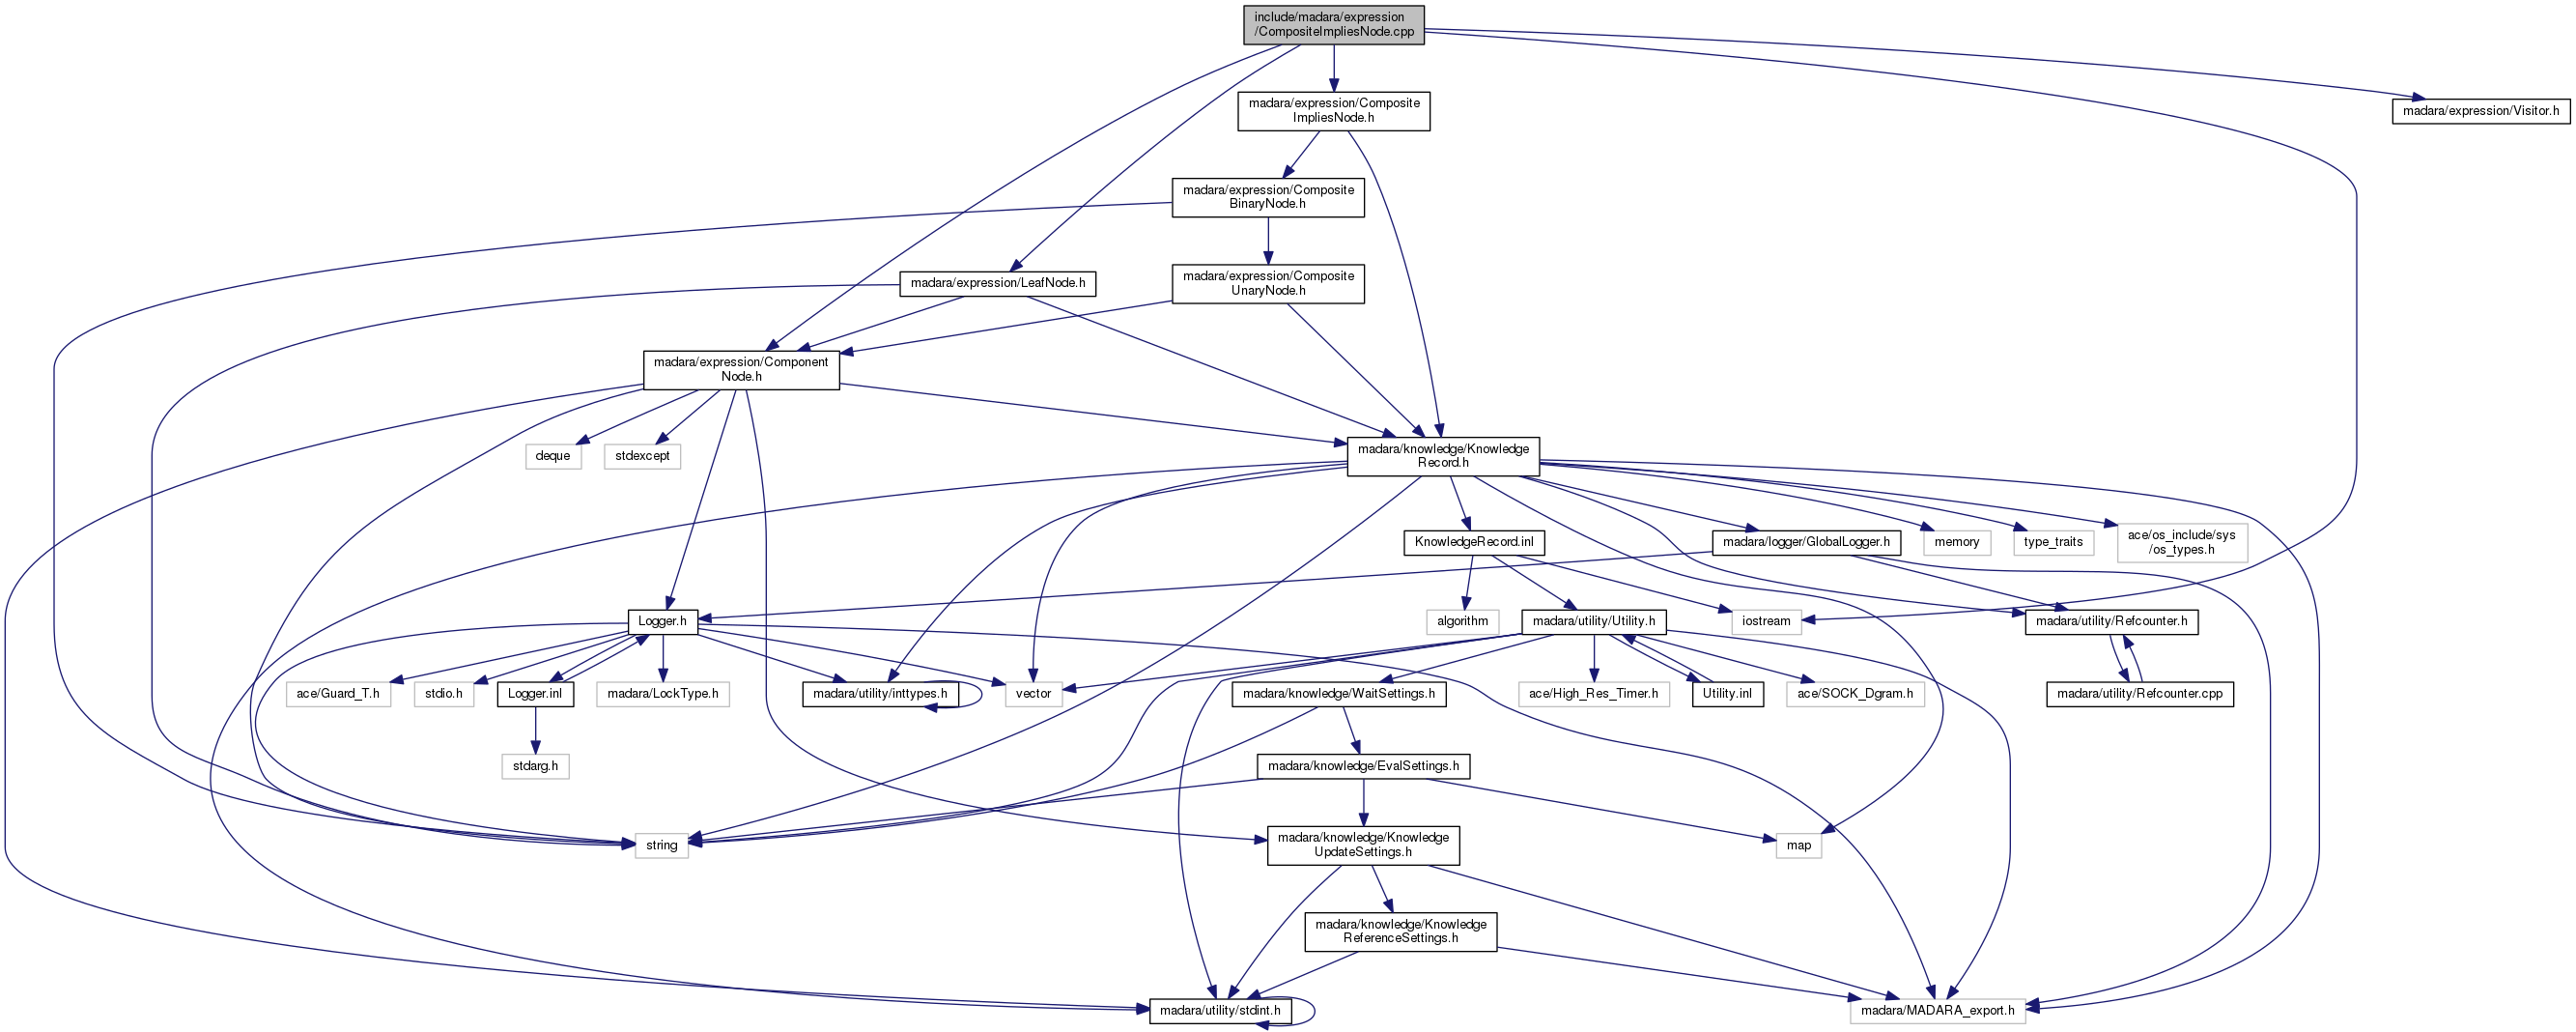 include/madara/expression
/CompositeImpliesNode.cpp
madara/expression/Composite
ImpliesNode.h
madara/expression/Visitor.h
madara/expression/Composite
BinaryNode.h
madara/expression/LeafNode.h
madara/expression/Composite
UnaryNode.h
madara/expression/Component
Node.h
deque
stdexcept
madara/knowledge/Knowledge
Record.h
KnowledgeRecord.inl
madara/logger/GlobalLogger.h
memory
type_traits
ace/os_include/sys
/os_types.h
Logger.h
algorithm
madara/utility/Utility.h
iostream
madara/utility/Refcounter.h
ace/Guard_T.h
stdio.h
Logger.inl
madara/LockType.h
madara/utility/inttypes.h
vector
madara/knowledge/WaitSettings.h
ace/High_Res_Timer.h
Utility.inl
ace/SOCK_Dgram.h
madara/utility/Refcounter.cpp
stdarg.h
madara/knowledge/EvalSettings.h
string
madara/knowledge/Knowledge
UpdateSettings.h
map
madara/knowledge/Knowledge
ReferenceSettings.h
madara/utility/stdint.h
madara/MADARA_export.h